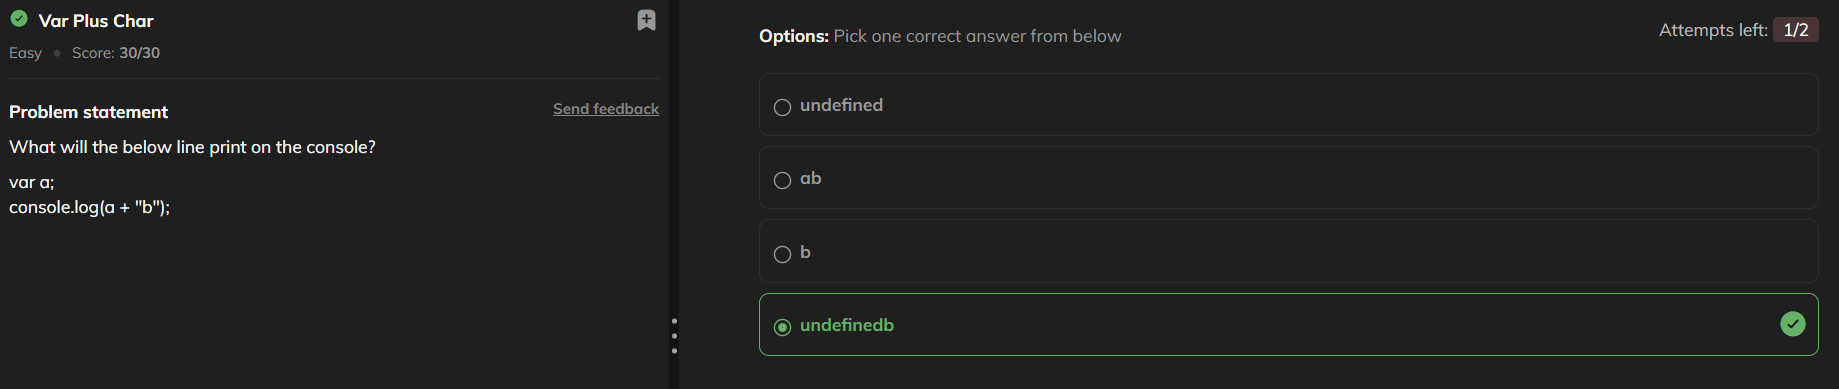 Var Plus Char
Easy • Score: 30/30
Problem statement
Send feedback
What will the below line print on the console?
var a;
console.log(a + "b");
Options: Pick one correct answer from below
Attempts left: 1/2
undefined
ab
b
undefinedb